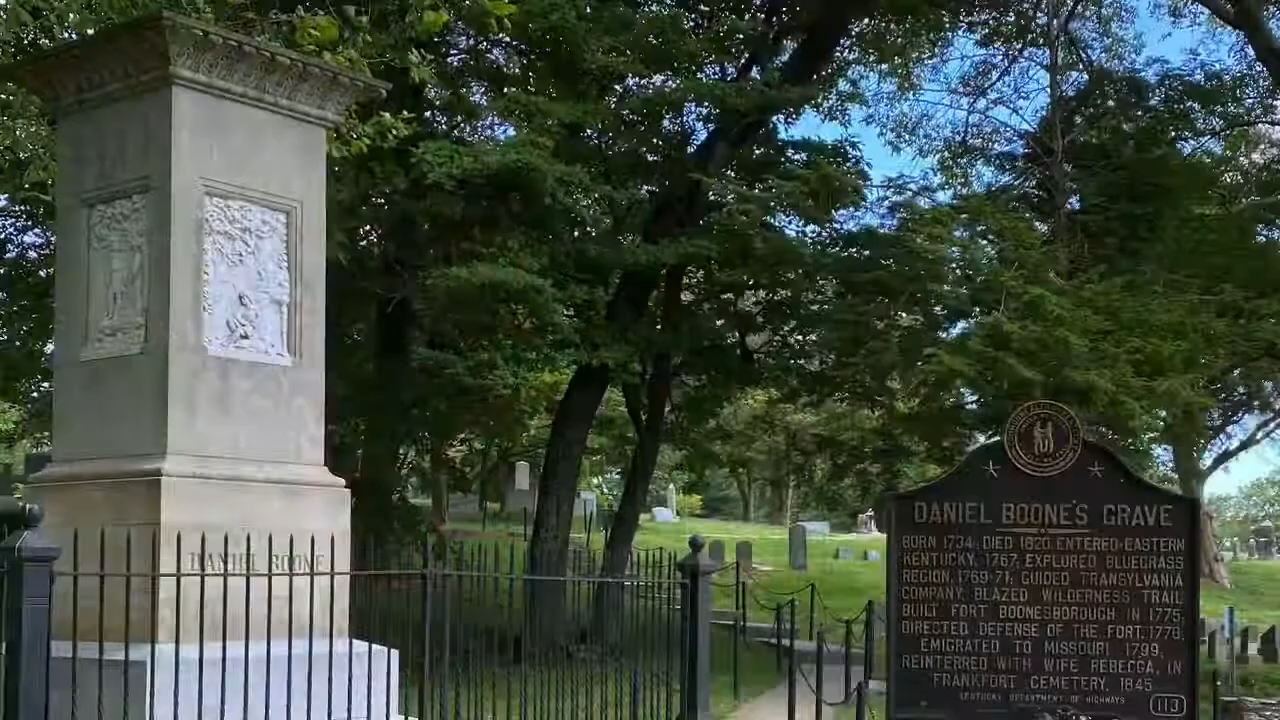 DANIEL BOONE
DANIEL BOONE'S GRAVE
BORN 1734. DIED 1820. ENTERED EASTERN
KENTUCKY, 1767. EXPLORED BLUEGRASS
REGION, 1769-71; GUIDED TRANSYLVANIA
COMPANY, BLAZED WILDERNESS TRAIL,
BUILT FORT BOONESBOROUGH IN 1775;
DIRECTED DEFENSE OF THE FORT, 1778;
EMIGRATED TO MISSOURI 1799.
REINTERRED WITH WIFE REBECCA, IN
FRANKFORT CEMETERY, 1845.
KENTUCKY DEPARTMENT OF HIGHWAYS
113